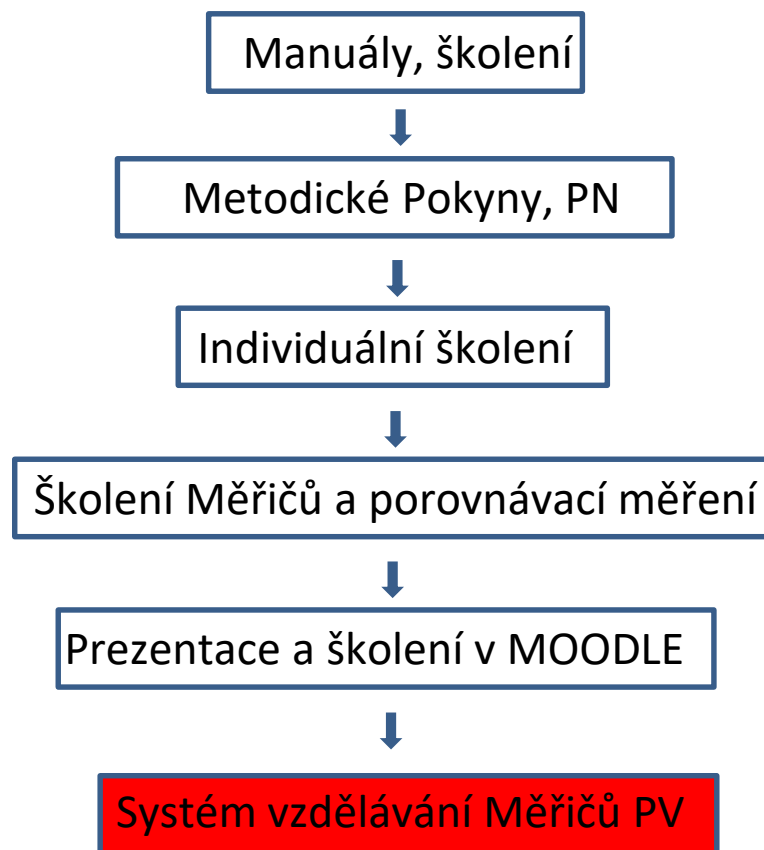 Manuály, školení
Metodické Pokyny, PN
Individuální školení
Školení Měřičů a porovnávací měření
Prezentace a školení v MOODLE
Systém vzdělávání Měřičů PV